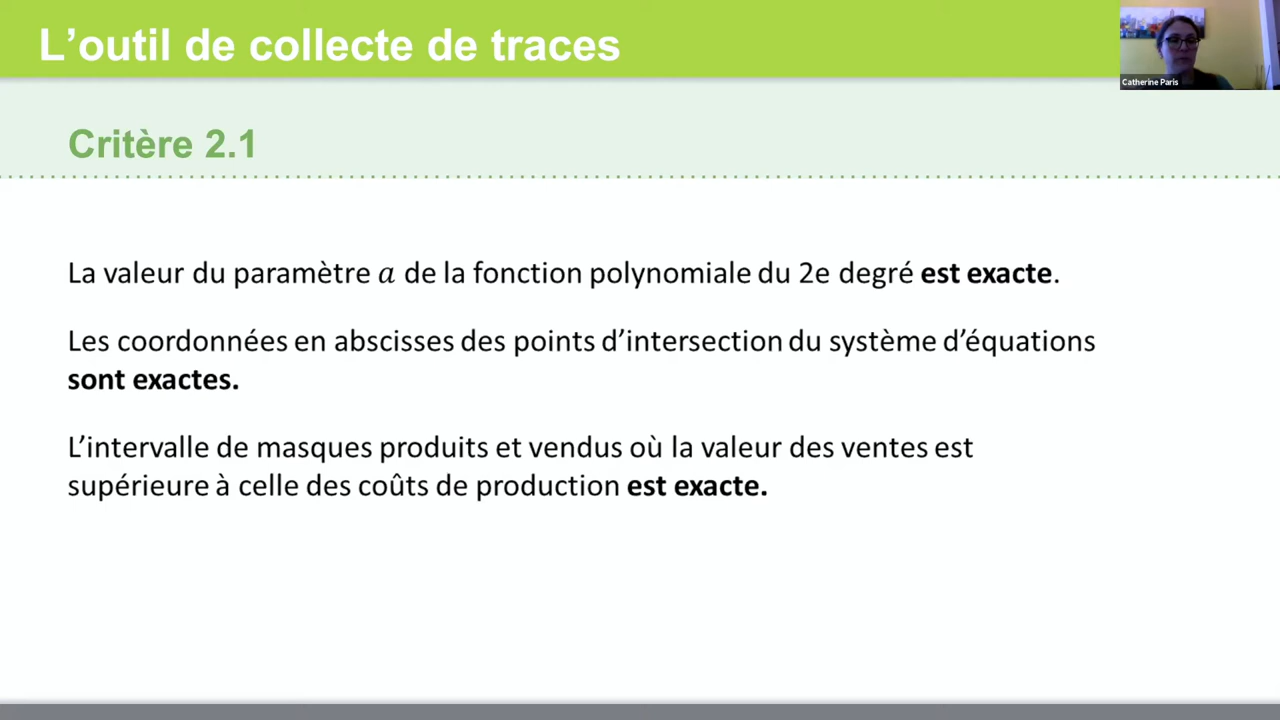 L’outil de collecte de traces
Catherine Paris
Critère 2.1
La valeur du paramètre 𝑎 de la fonction polynomiale du 2e degré est exacte.
Les coordonnées en abscisses des points d’intersection du système d’équations
sont exactes.
L’intervalle de masques produits et vendus où la valeur des ventes est
supérieure à celle des coûts de production est exacte.